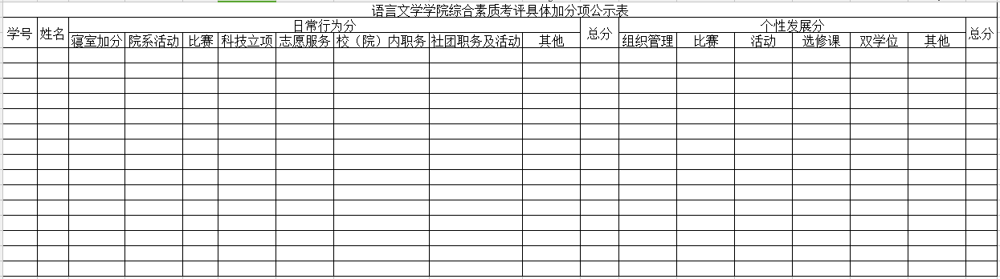 语言文学学院综合素质考评具体加分项公示表
学号 姓名 日常行为分 总分 个性发展分 总分
寝室加分 院系活动 比赛 科技立项 志愿服务 校（院）内职务 社团职务及活动 其他 组织管理 比赛 活动 选修课 双学位 其他